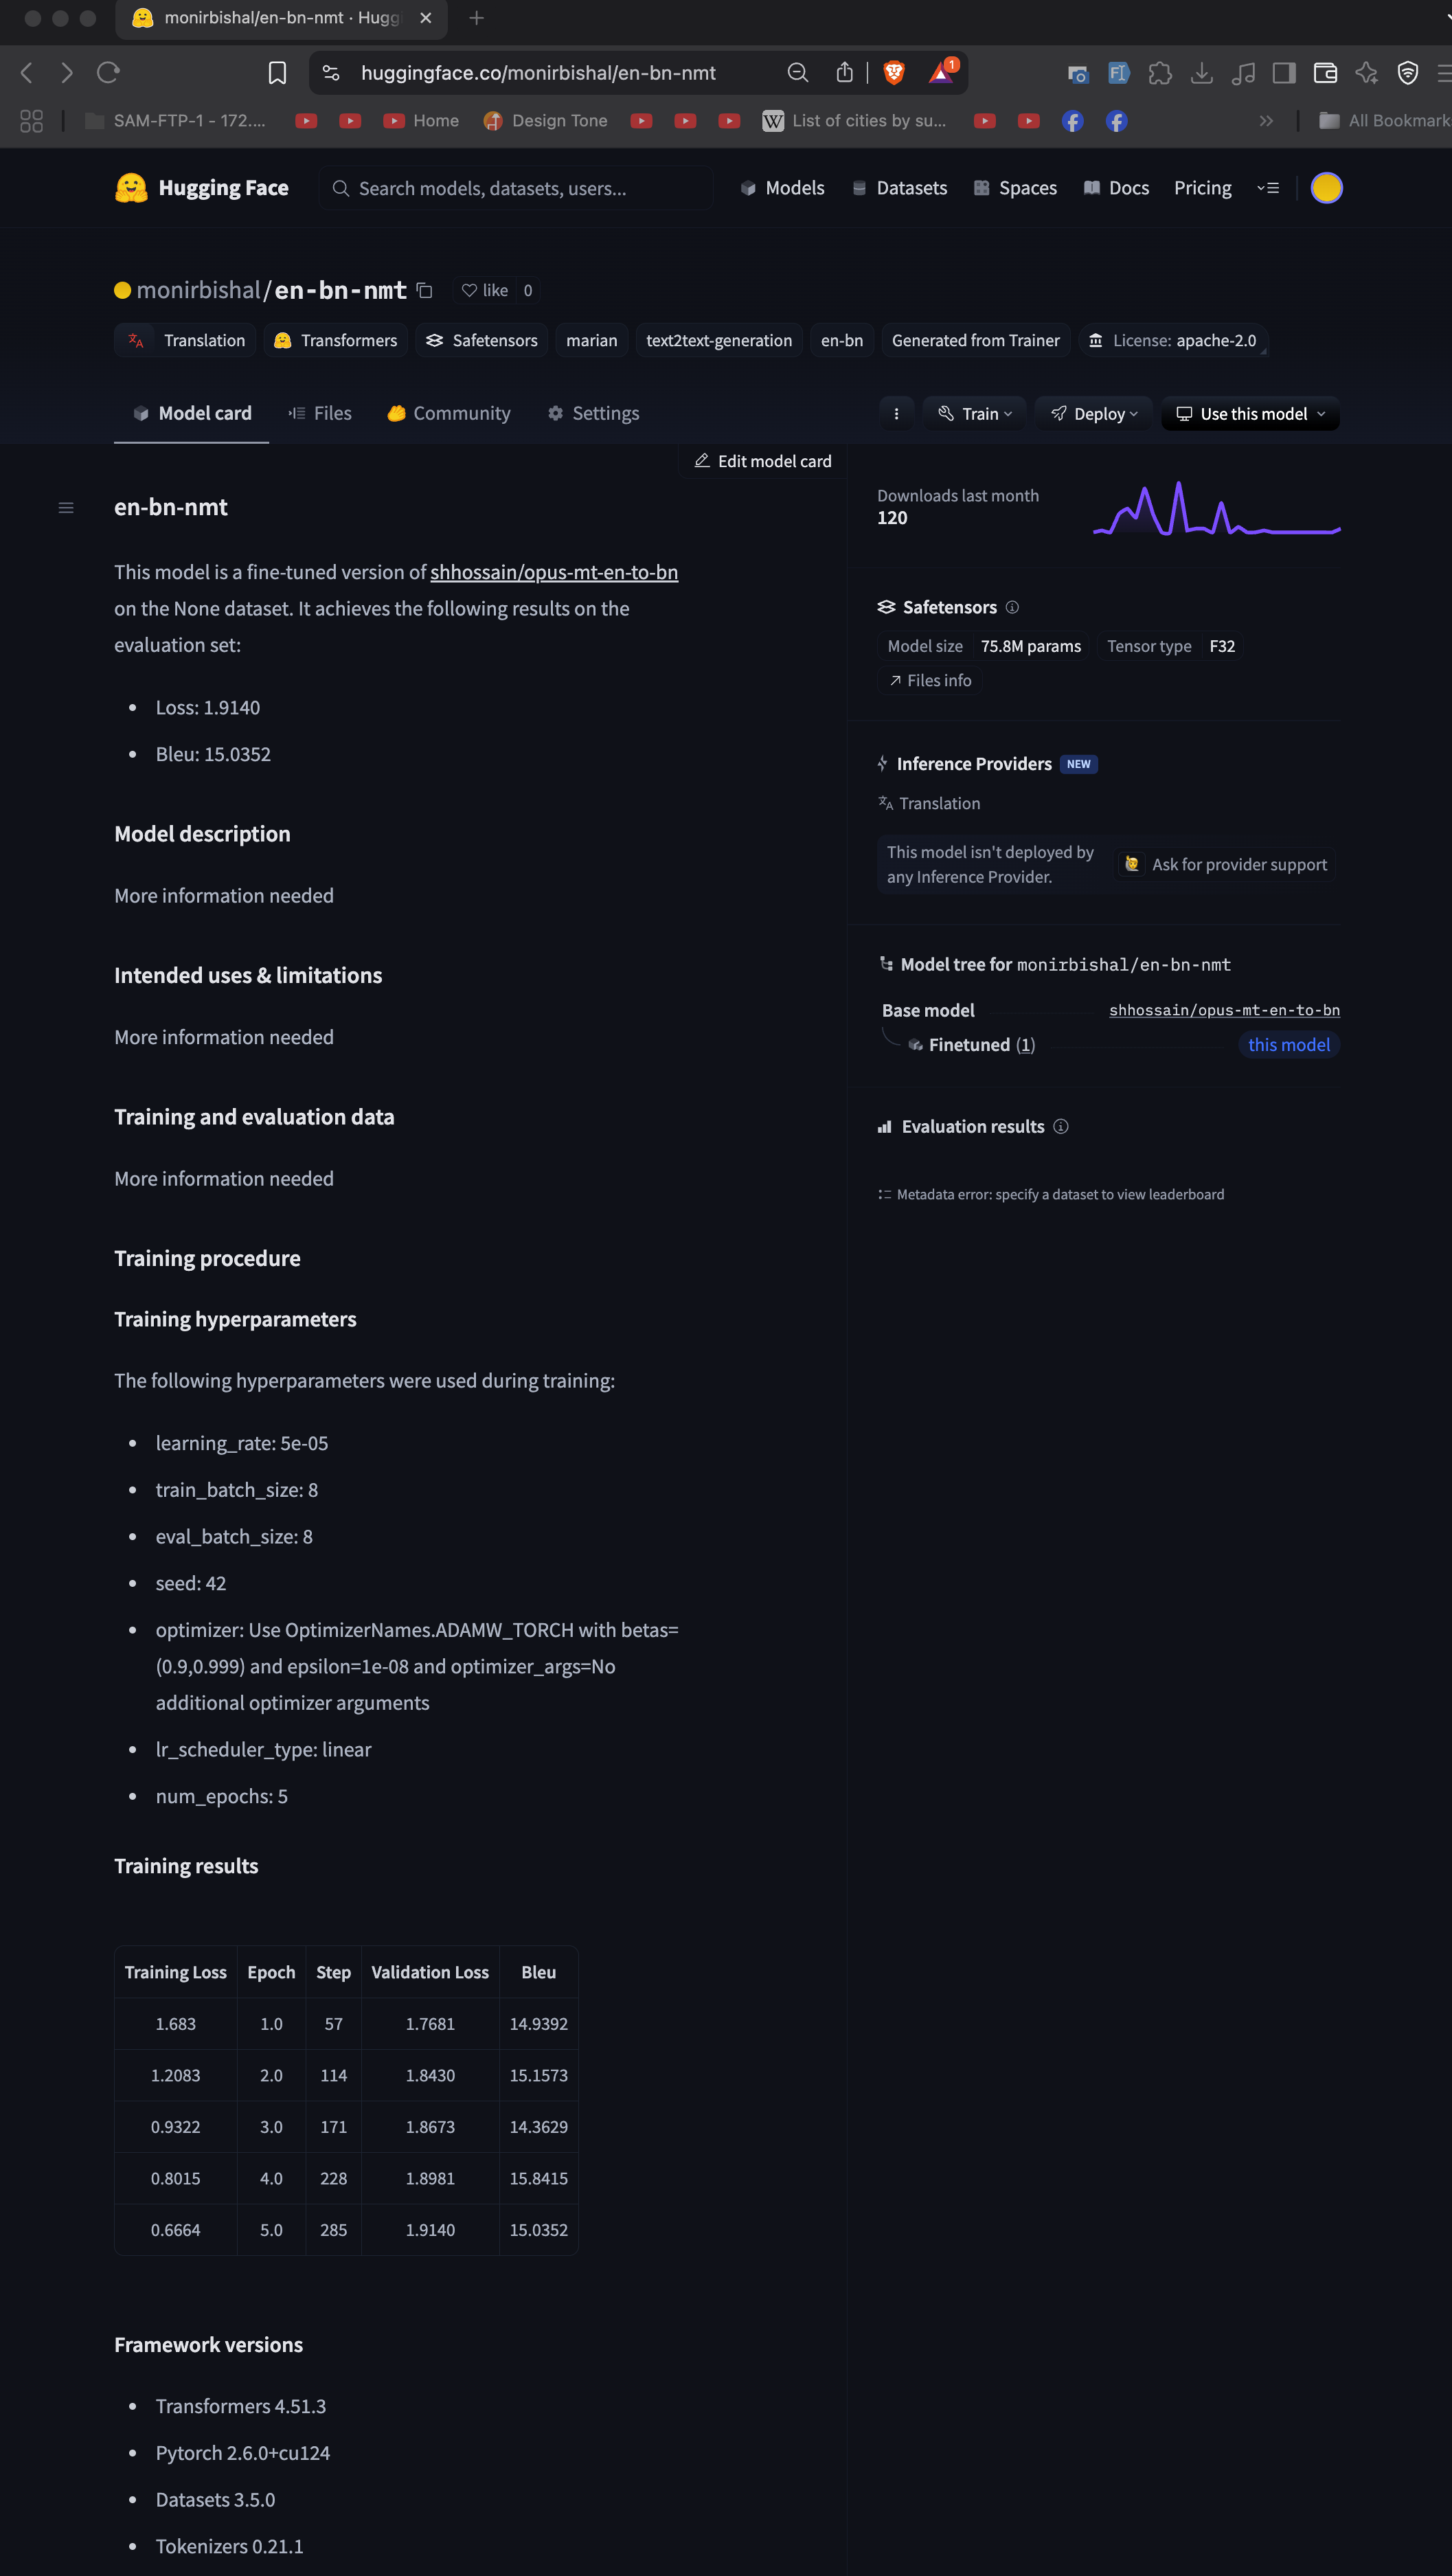 monirbishal/en-bn-nmt · Hugg
huggingface.co/monirbishal/en-bn-nmt
1
SAM-FTP-1 - 172....
Home
Design Tone
List of cities by su...
All Bookmark
Hugging Face
Search models, datasets, users...
Models
Datasets
Spaces
Docs
Pricing
monirbishal/en-bn-nmt
like 0
Translation
Transformers
Safetensors
marian
text2text-generation
en-bn
Generated from Trainer
License: apache-2.0
Model card
Files
Community
Settings
Train
Deploy
Use this model
Edit model card
en-bn-nmt
This model is a fine-tuned version of shhossain/opus-mt-en-to-bn
on the None dataset. It achieves the following results on the
evaluation set:
Loss: 1.9140
Bleu: 15.0352
Model description
More information needed
Intended uses & limitations
More information needed
Training and evaluation data
More information needed
Training procedure
Training hyperparameters
The following hyperparameters were used during training:
learning_rate: 5e-05
train_batch_size: 8
eval_batch_size: 8
seed: 42
optimizer: Use OptimizerNames.ADAMW_TORCH with betas=
(0.9,0.999) and epsilon=1e-08 and optimizer_args=No
additional optimizer arguments
lr_scheduler_type: linear
num_epochs: 5
Training results
Training Loss Epoch Step Validation Loss Bleu
1.683 1.0 57 1.7681 14.9392
1.2083 2.0 114 1.8430 15.1573
0.9322 3.0 171 1.8673 14.3629
0.8015 4.0 228 1.8981 15.8415
0.6664 5.0 285 1.9140 15.0352
Framework versions
Transformers 4.51.3
Pytorch 2.6.0+cu124
Datasets 3.5.0
Tokenizers 0.21.1
Downloads last month
120
Safetensors
Model size 75.8M params
Tensor type F32
Files info
Inference Providers NEW
Translation
This model isn't deployed by
any Inference Provider.
Ask for provider support
Model tree for monirbishal/en-bn-nmt
Base model shhossain/opus-mt-en-to-bn
Finetuned (1) this model
Evaluation results
Metadata error: specify a dataset to view leaderboard